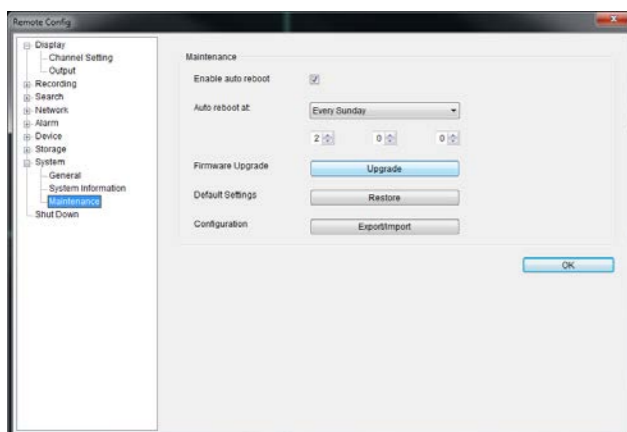 Remote Config
Display
Channel Setting
Output
Recording
Search
Network
Alarm
Device
Storage
System
General
System Information
Maintenance
Shut Down
Maintenance
Enable auto reboot
Auto reboot at: Every Sunday
2 0 0
Firmware Upgrade Upgrade
Default Settings Restore
Configuration Export/Import
OK